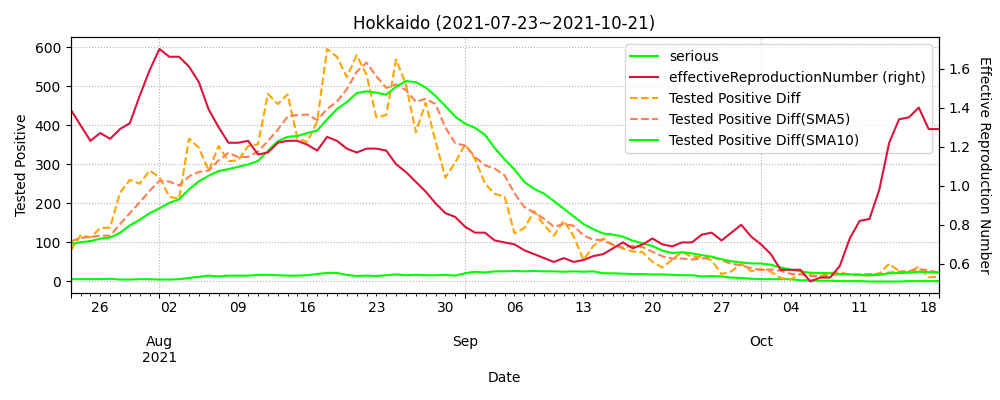 Hokkaido (2021-07-23~2021-10-21)
serious
effectiveReproductionNumber (right)
Tested Positive Diff
Tested Positive Diff(SMA5)
Tested Positive Diff(SMA10)
600
500
400
300
200
100
0
Tested Positive
1.6
1.4
1.2
1.0
0.8
0.6
Effective Reproduction Number
26 02 09 16 23 30 06 13 20 27 04 11 18
Aug Sep Oct
2021
Date